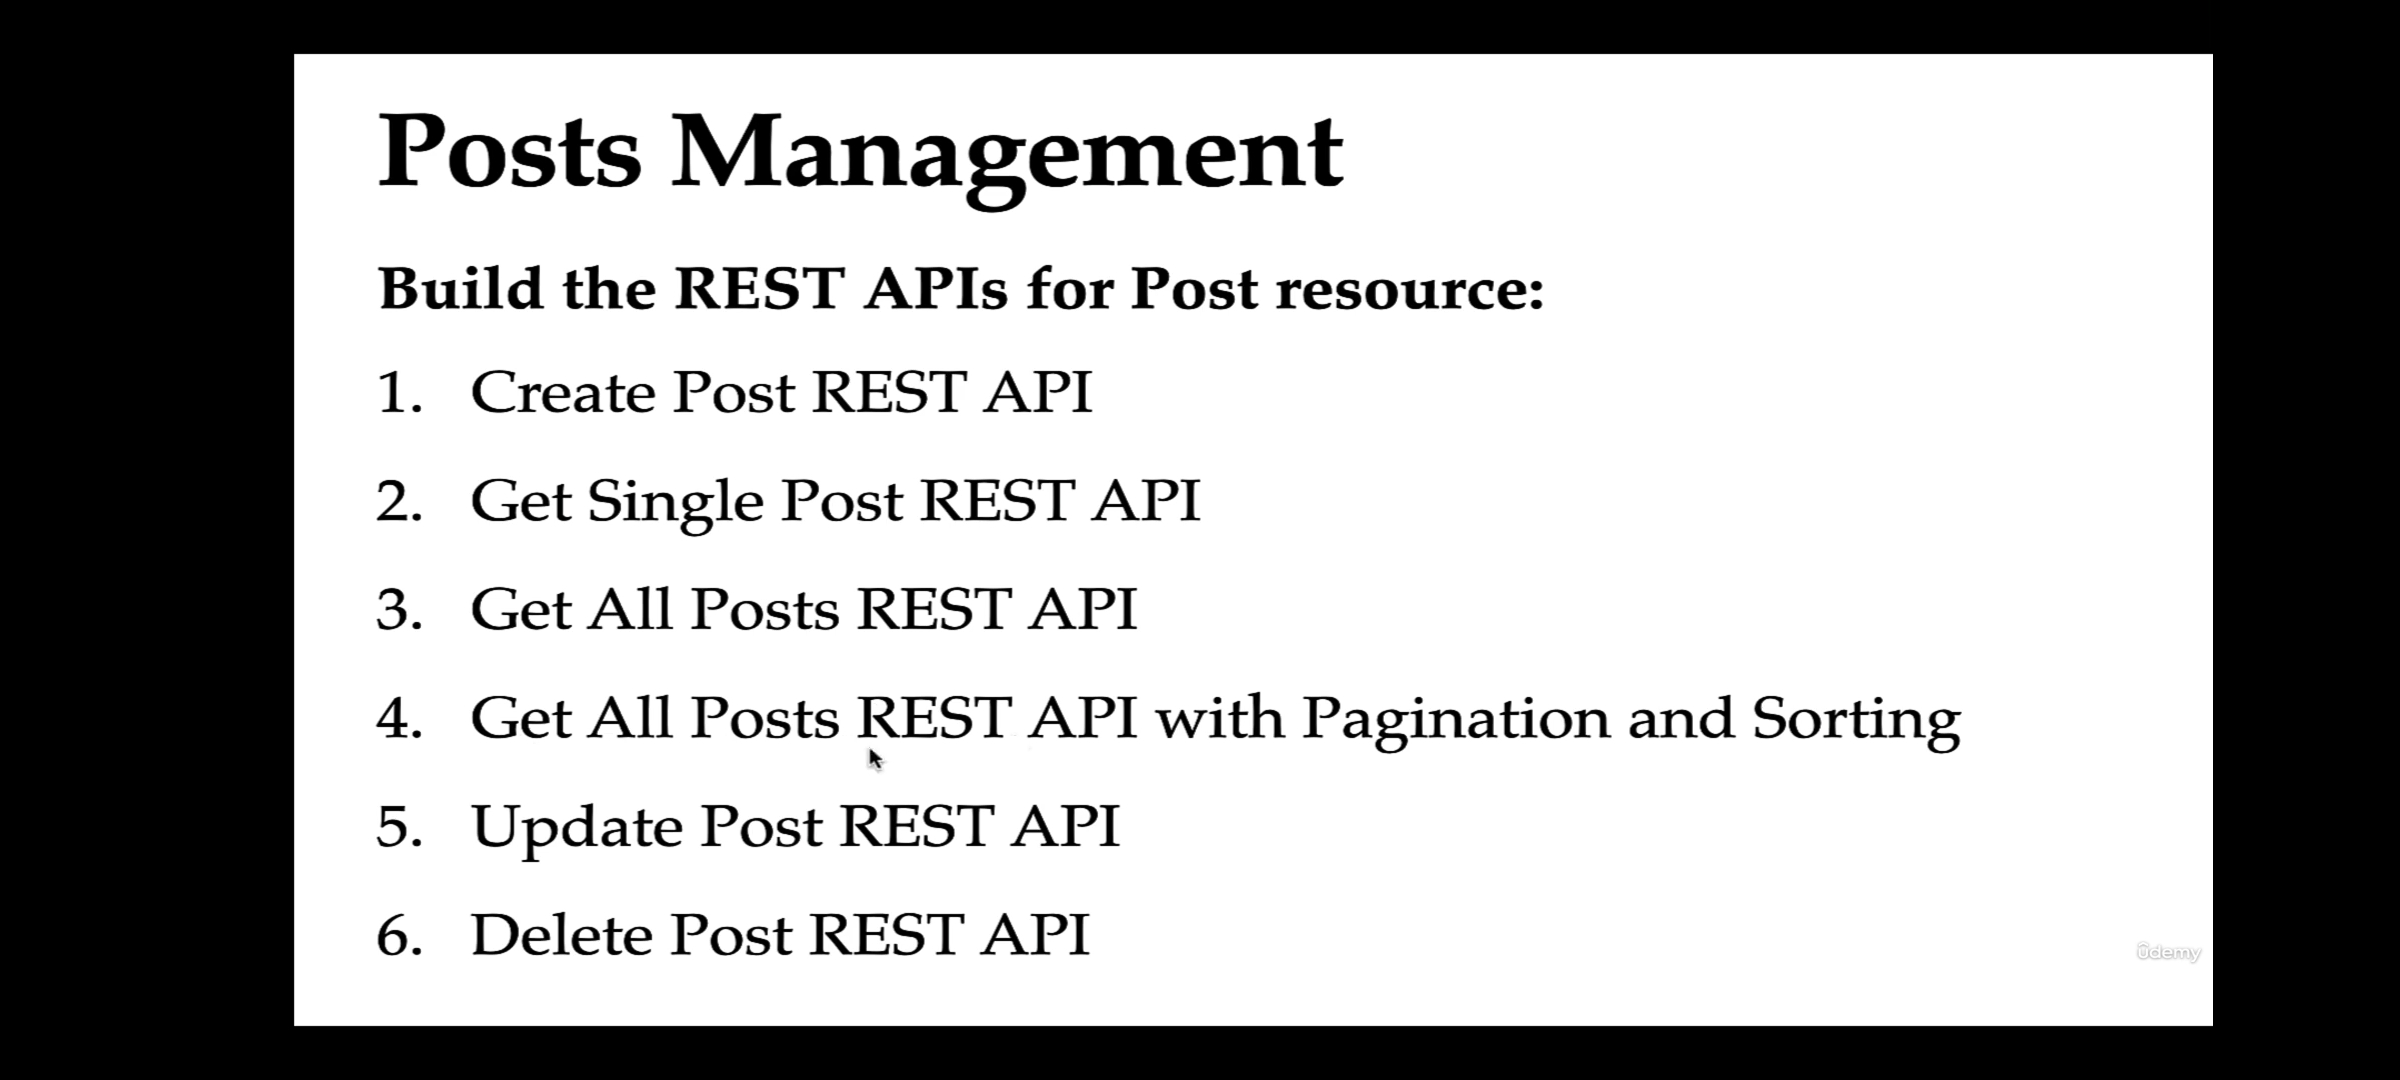 Posts Management
Build the REST APIs for Post resource:
1. Create Post REST API
2. Get Single Post REST API
3. Get All Posts REST API
4. Get All Posts REST API with Pagination and Sorting
5. Update Post REST API
6. Delete Post REST API
ûdemy